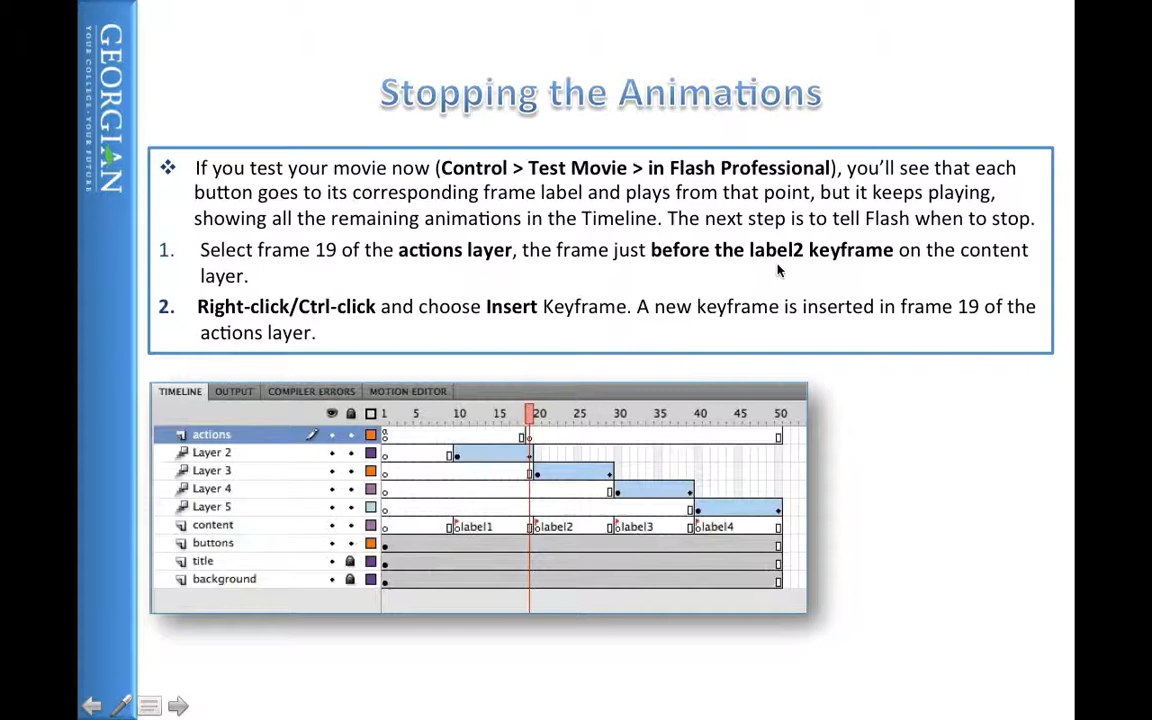 GEORGIAN
YOUR COLLEGE · YOUR FUTURE
Stopping the Animations
❖ If you test your movie now (Control > Test Movie > in Flash Professional), you’ll see that each
button goes to its corresponding frame label and plays from that point, but it keeps playing,
showing all the remaining animations in the Timeline. The next step is to tell Flash when to stop.
1. Select frame 19 of the actions layer, the frame just before the label2 keyframe on the content
layer.
2. Right-click/Ctrl-click and choose Insert Keyframe. A new keyframe is inserted in frame 19 of the
actions layer.
TIMELINE OUTPUT COMPILER ERRORS MOTION EDITOR
1 5 10 15 20 25 30 35 40 45 50
actions
a
Layer 2
Layer 3
Layer 4
Layer 5
content label1 label2 label3 label4
buttons
title
background